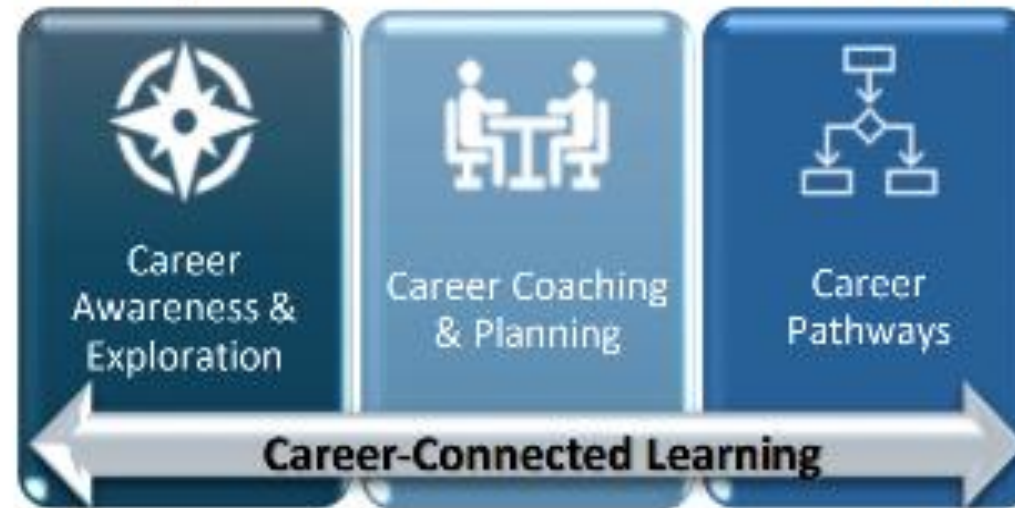 Career
Awareness &
Exploration
Career Coaching
& Planning
Career
Pathways
Career-Connected Learning